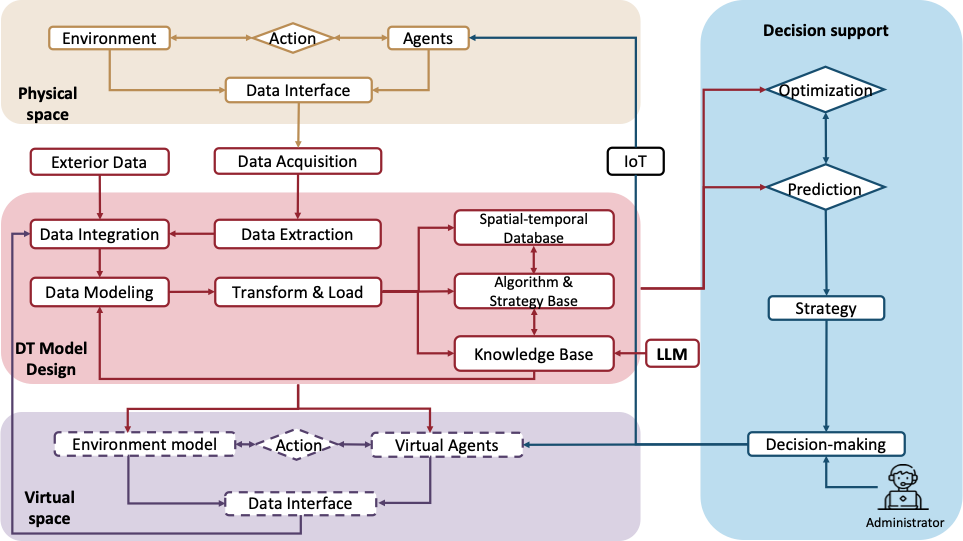 Environment
Action
Agents
Decision support
Data Interface
Physical
space
Optimization
Exterior Data
Data Acquisition
IoT
Prediction
Data Integration
Data Extraction
Spatial-temporal
Database
Data Modeling
Transform & Load
Algorithm &
Strategy Base
Strategy
DT Model
Design
Knowledge Base
LLM
Environment model
Action
Virtual Agents
Decision-making
Virtual
space
Data Interface
Administrator